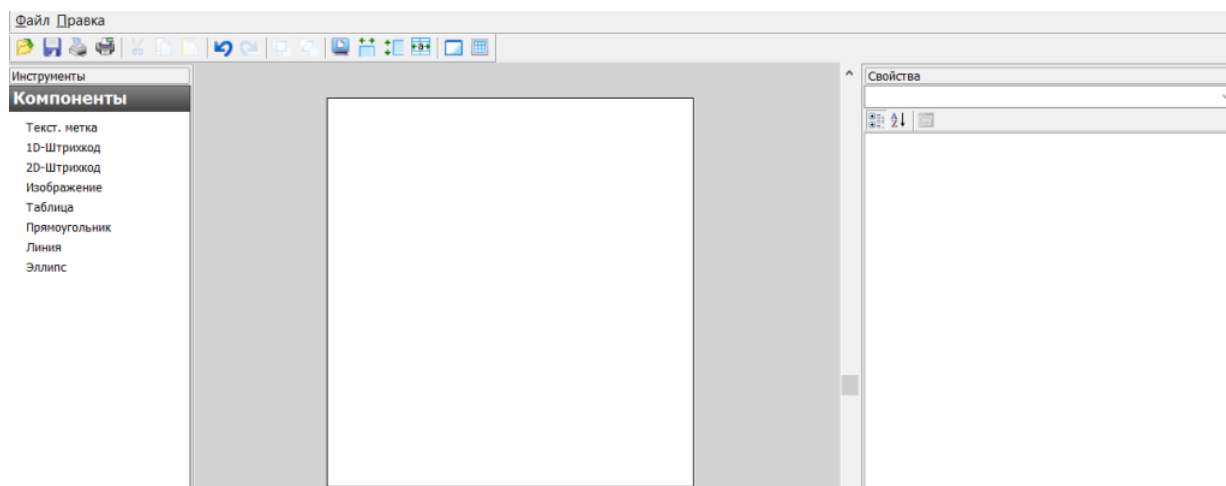 Файл Правка
Инструменты
Компоненты
Текст. метка
1D-Штрихкод
2D-Штрихкод
Изображение
Таблица
Прямоугольник
Линия
Эллипс
Свойства